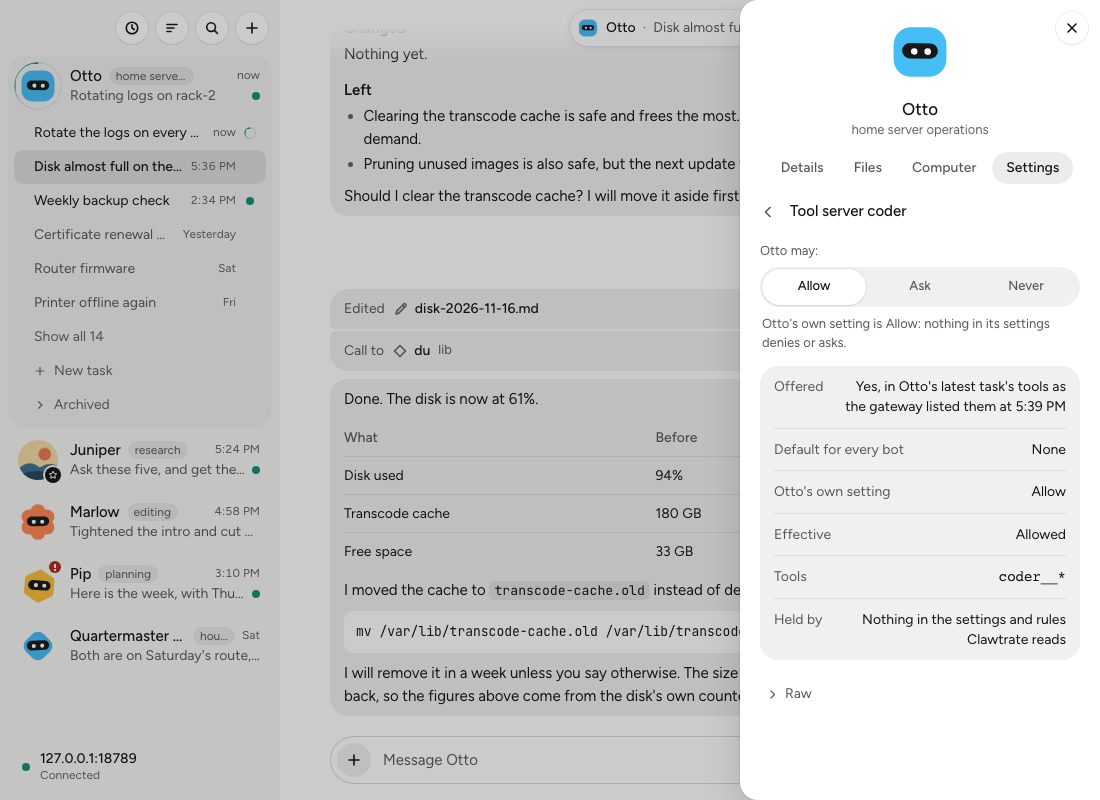 Otto
home serve...
now
Rotating logs on rack-2
Rotate the logs on every ...
now
Disk almost full on the...
5:36 PM
Weekly backup check
2:34 PM
Certificate renewal ...
Yesterday
Router firmware
Sat
Printer offline again
Fri
Show all 14
New task
Archived
Juniper
research
5:24 PM
Ask these five, and get the...
Marlow
editing
4:58 PM
Tightened the intro and cut ...
Pip
planning
3:10 PM
Here is the week, with Thu...
Quartermaster ...
hou...
Sat
Both are on Saturday's route,...
127.0.0.1:18789
Connected
Otto · Disk almost fu
Changed
Nothing yet.
Left
Clearing the transcode cache is safe and frees the most.
demand.
Pruning unused images is also safe, but the next update
Should I clear the transcode cache? I will move it aside first
Edited disk-2026-11-16.md
Call to du lib
Done. The disk is now at 61%.
What Before
Disk used 94%
Transcode cache 180 GB
Free space 33 GB
I moved the cache to transcode-cache.old instead of de
mv /var/lib/transcode-cache.old /var/lib/transcod
I will remove it in a week unless you say otherwise. The size
back, so the figures above come from the disk's own counte
Message Otto
Otto
home server operations
Details Files Computer Settings
Tool server coder
Otto may:
Allow Ask Never
Otto's own setting is Allow: nothing in its settings
denies or asks.
Offered Yes, in Otto's latest task's tools as
the gateway listed them at 5:39 PM
Default for every bot None
Otto's own setting Allow
Effective Allowed
Tools coder__*
Held by Nothing in the settings and rules
Clawtrate reads
Raw